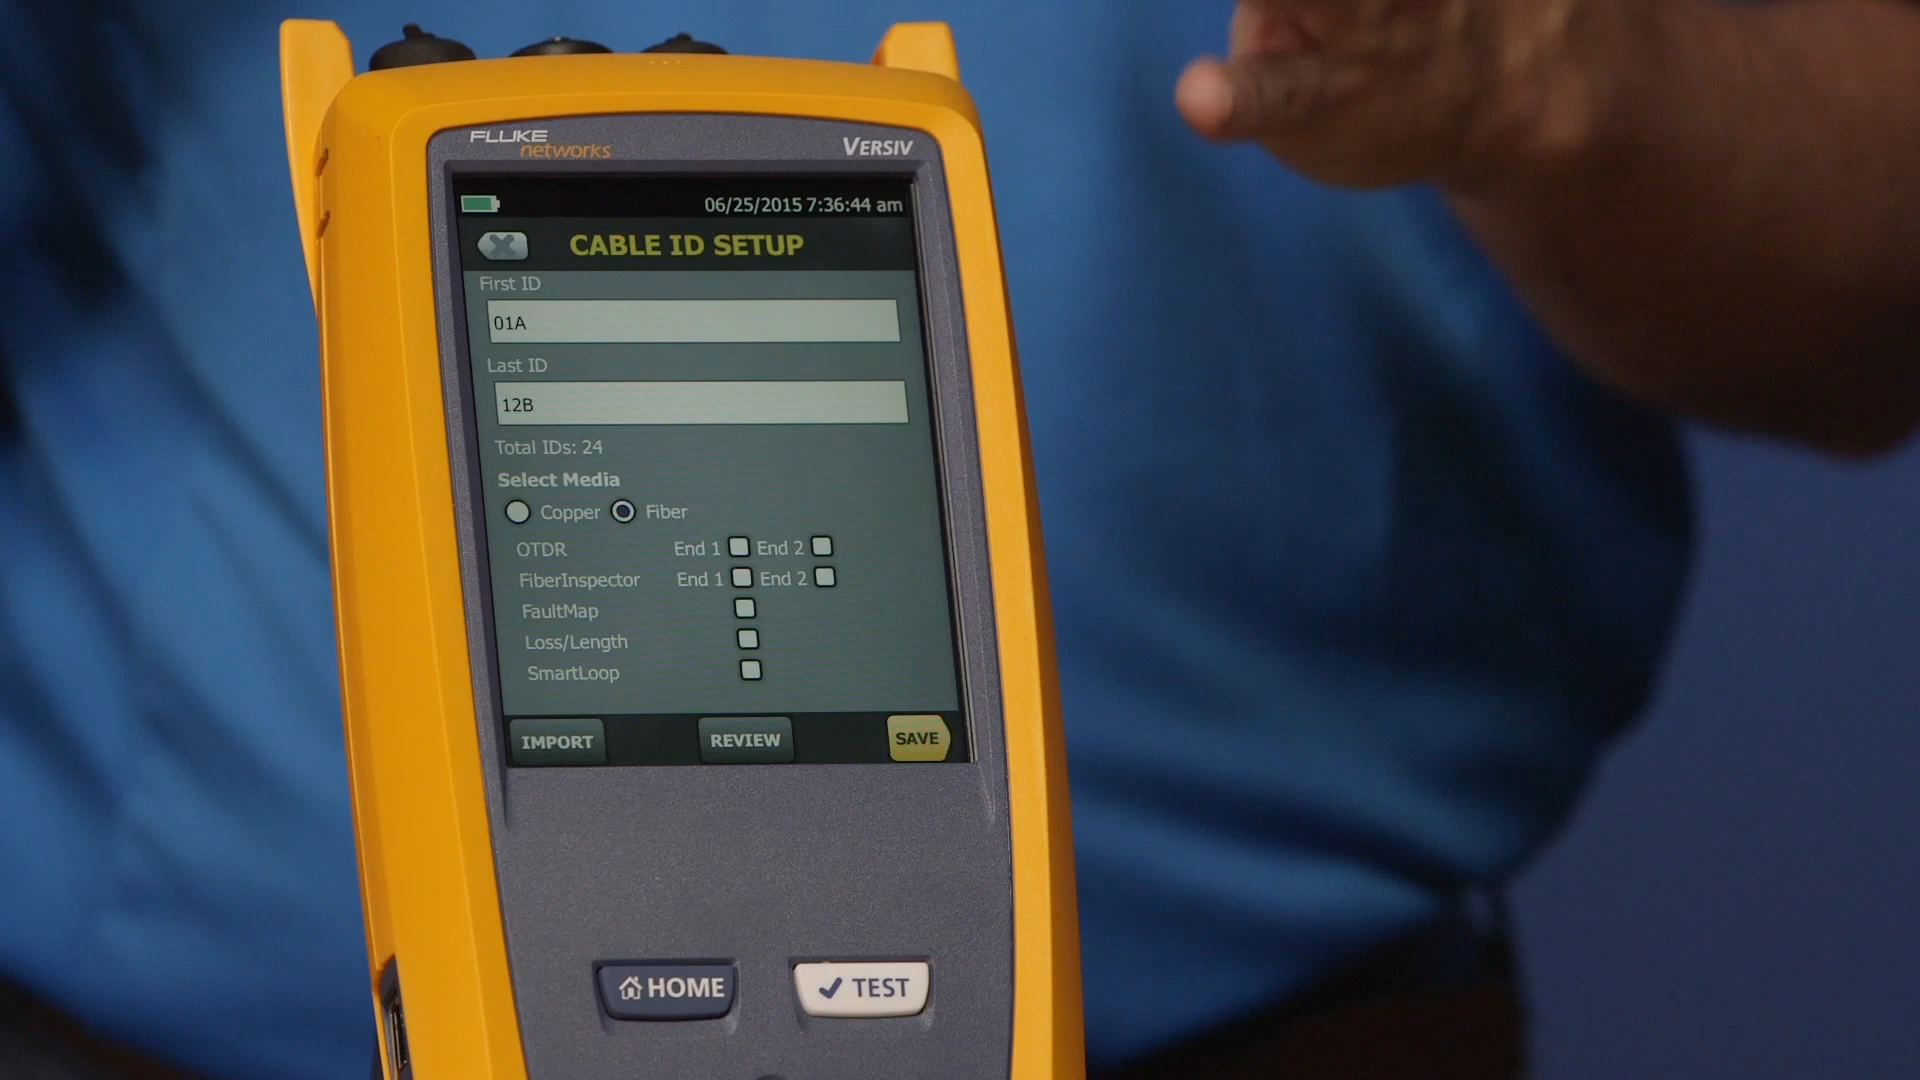 FLUKE
networks
VERSIV
06/25/2015 7:36:44 am
CABLE ID SETUP
First ID
01A
Last ID
12B
Total IDs: 24
Select Media
Copper Fiber
OTDR End 1 End 2
FiberInspector End 1 End 2
FaultMap
Loss/Length
SmartLoop
IMPORT REVIEW SAVE
HOME TEST